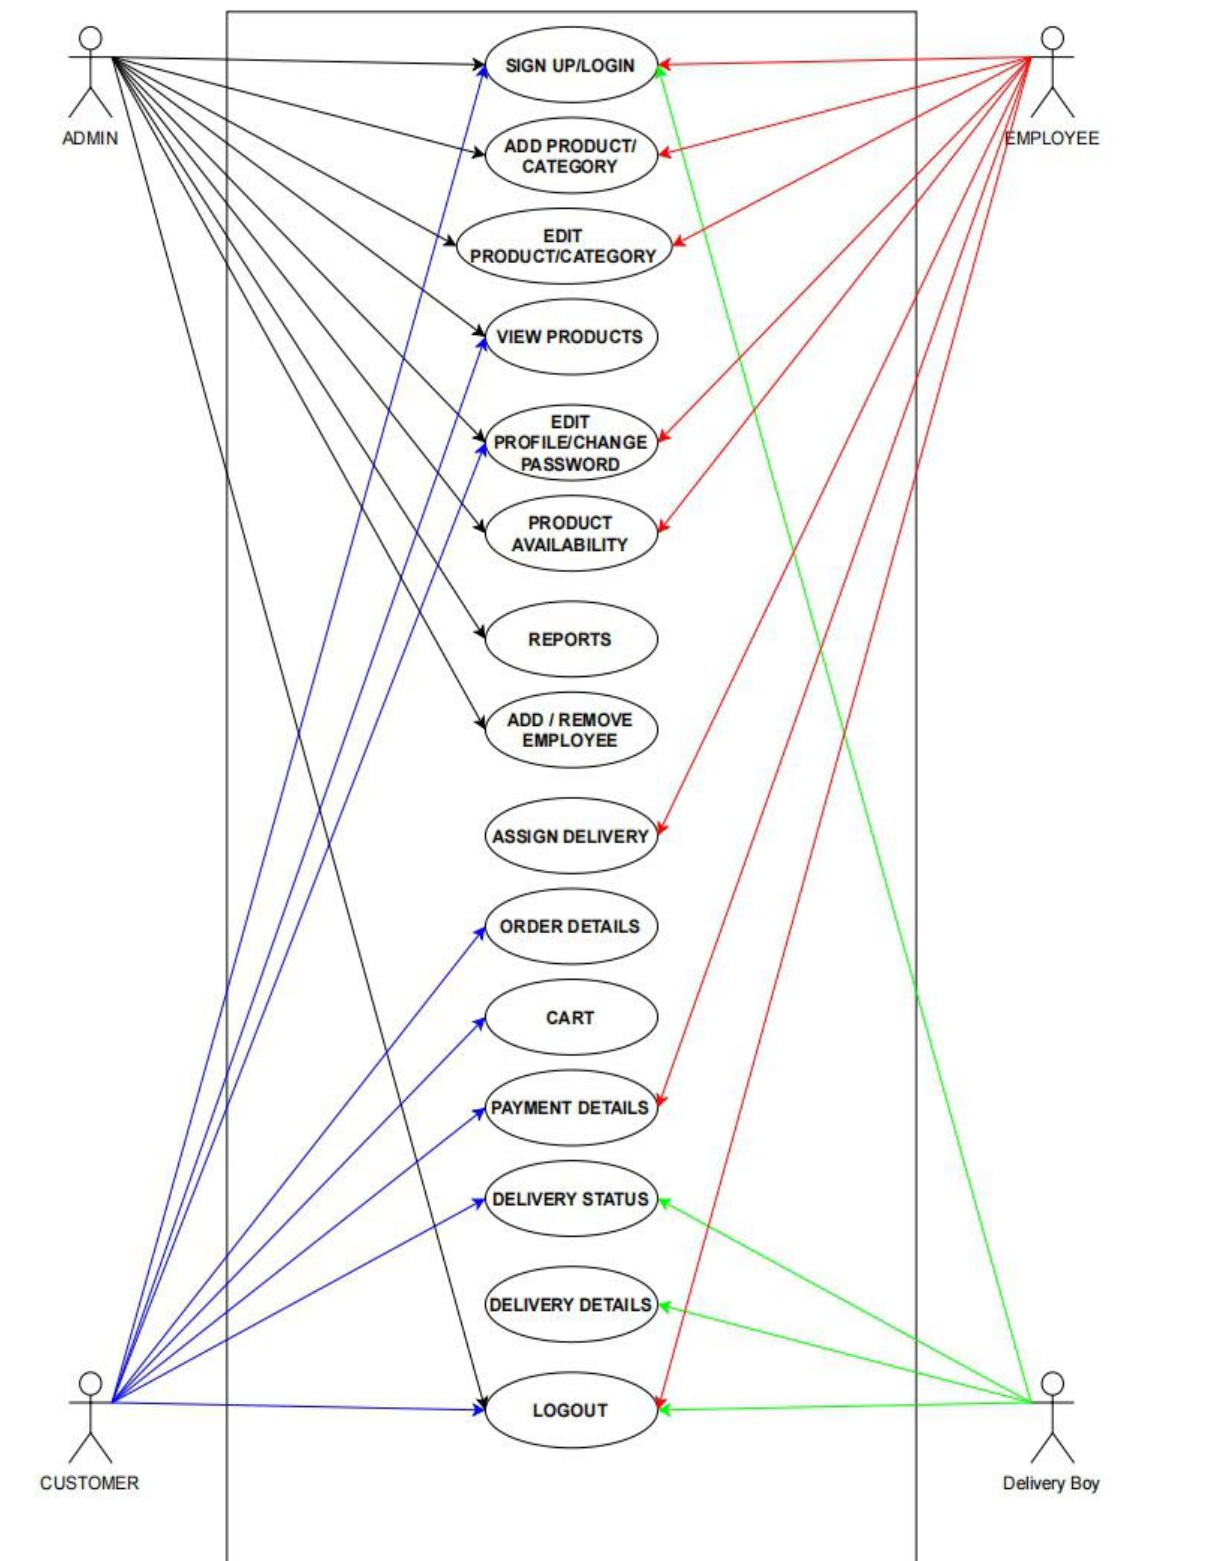 SIGN UP/LOGIN
ADMIN
EMPLOYEE
ADD PRODUCT/
CATEGORY
EDIT
PRODUCT/CATEGORY
VIEW PRODUCTS
EDIT
PROFILE/CHANGE
PASSWORD
PRODUCT
AVAILABILITY
REPORTS
ADD / REMOVE
EMPLOYEE
ASSIGN DELIVERY
ORDER DETAILS
CART
PAYMENT DETAILS
DELIVERY STATUS
DELIVERY DETAILS
LOGOUT
CUSTOMER
Delivery Boy